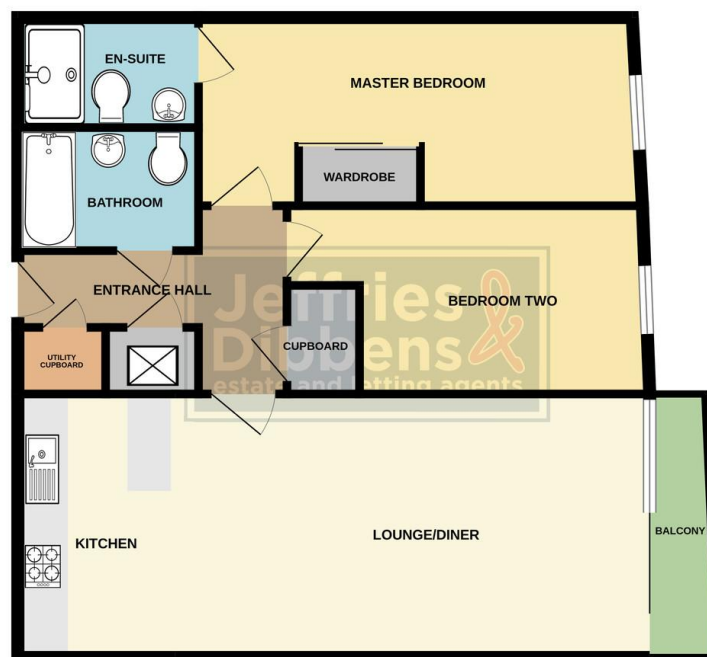 EN-SUITE
MASTER BEDROOM
WARDROBE
BATHROOM
ENTRANCE HALL
BEDROOM TWO
Jeffries
&
Dibbens
estate and letting agents
CUPBOARD
UTILITY
CUPBOARD
KITCHEN
LOUNGE/DINER
BALCONY